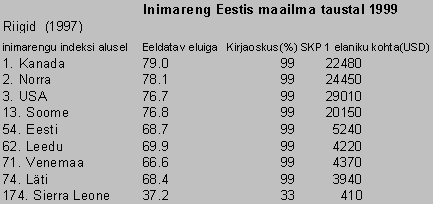 Inimareng Eestis maailma taustal 1999
Riigid (1997)
inimarengu indeksi alusel Eeldatav eluiga Kirjaoskus(%) SKP 1 elaniku kohta(USD)
1. Kanada 79.0 99 22480
2. Norra 78.1 99 24450
3. USA 76.7 99 29010
13. Soome 76.8 99 20150
54. Eesti 68.7 99 5240
62. Leedu 69.9 99 4220
71. Venemaa 66.6 99 4370
74. Läti 68.4 99 3940
174. Sierra Leone 37.2 33 410